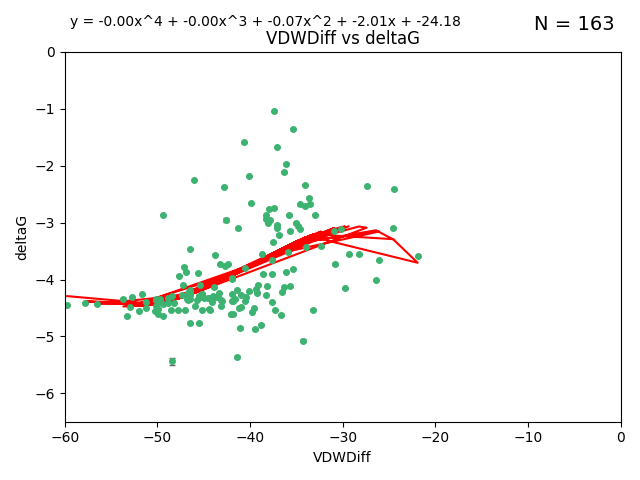 y = -0.00x^4 + -0.00x^3 + -0.07x^2 + -2.01x + -24.18
N = 163
VDWDiff vs deltaG
0
−1
−2
−3
−4
−5
−6
deltaG
−60 −50 −40 −30 −20 −10 0
VDWDiff